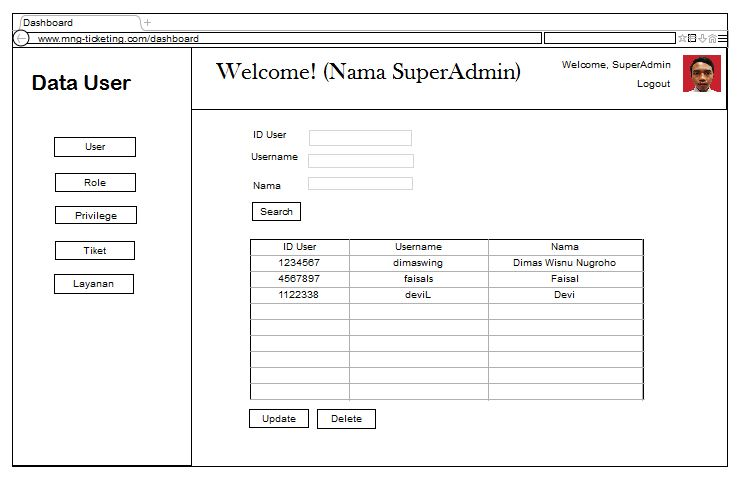 Dashboard
www.mng-ticketing.com/dashboard
Data User
Welcome! (Nama SuperAdmin)
Welcome, SuperAdmin
Logout
User
Role
Privilege
Tiket
Layanan
ID User
Username
Nama
Search
ID User Username Nama
1234567 dimaswing Dimas Wisnu Nugroho
4567897 faisals Faisal
1122338 deviL Devi
Update Delete